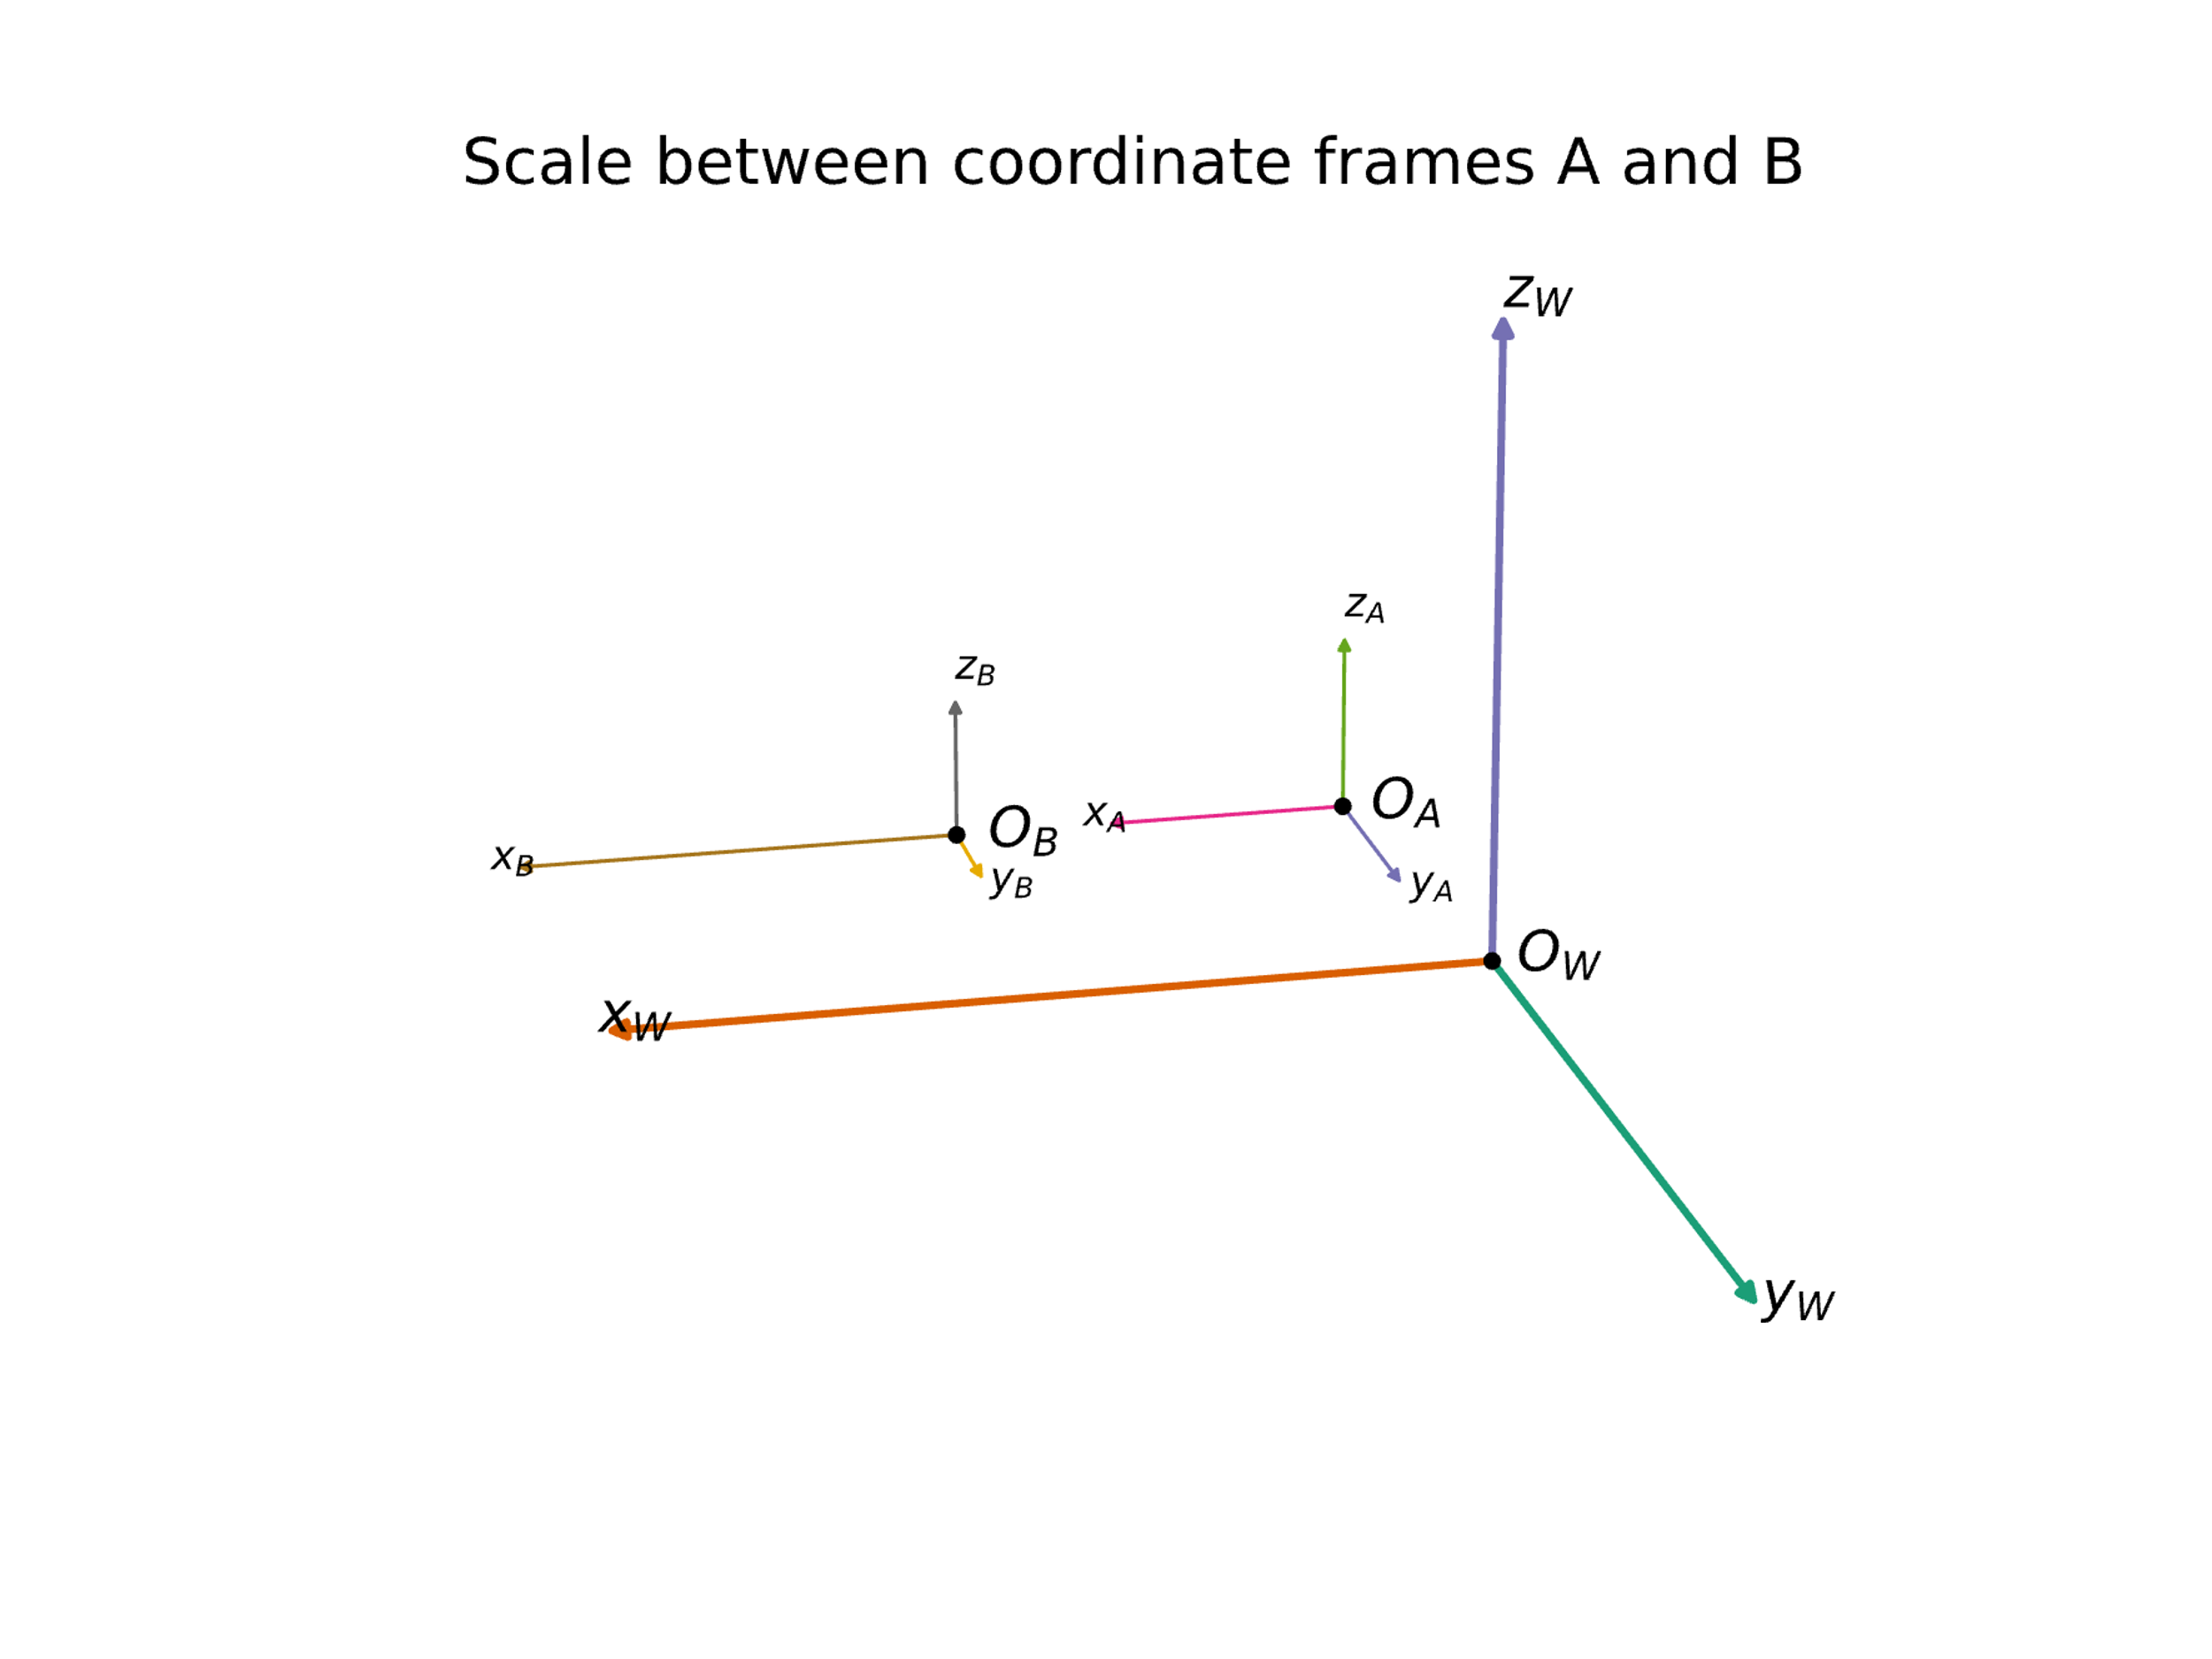 Scale between coordinate frames A and B
z_W
z_A
z_B
O_A
x_A
O_B
x_B
y_B
y_A
O_W
x_W
y_W